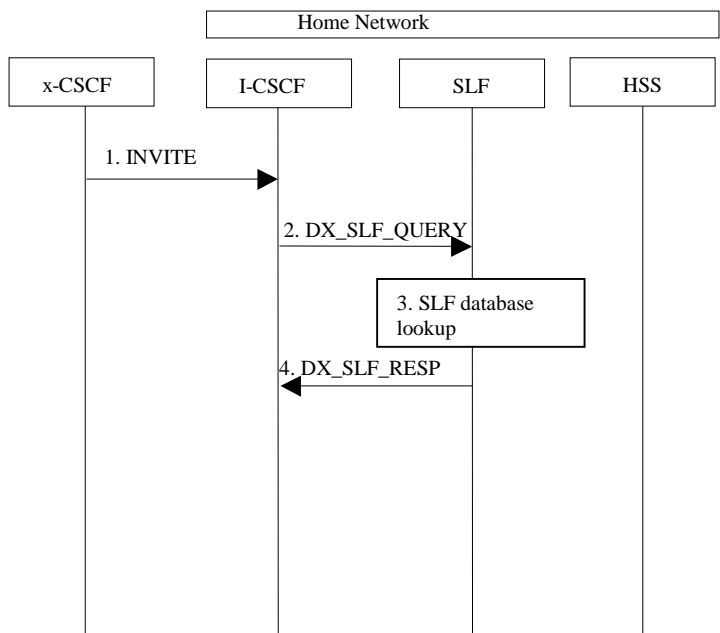 Home Network
x-CSCF
I-CSCF
SLF
HSS
1. INVITE
2. DX_SLF_QUERY
3. SLF database
lookup
4. DX_SLF_RESP